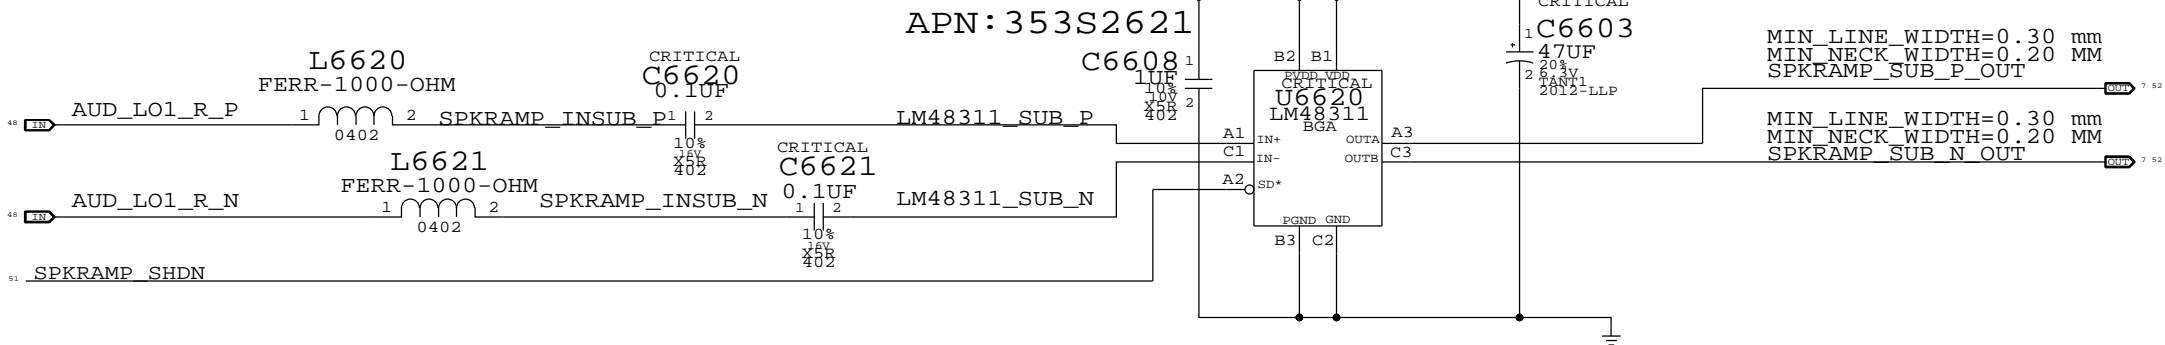 CRITICAL
APN:353S2621
C6603
1
47UF
20%
6.3V
TANT1
2012-LLP
2
MIN_LINE_WIDTH=0.30 mm
MIN_NECK_WIDTH=0.20 MM
SPKRAMP_SUB_P_OUT
OUT
7 52
L6620
FERR-1000-OHM
AUD_LO1_R_P
48
IN
1
2
0402
CRITICAL
C6620
0.1UF
SPKRAMP_INSUB_P
1
2
10%
16V
X5R
402
LM48311_SUB_P
C6608
1
1UF
10%
10V
X5R
402
2
B2
B1
PVDD
VDD
CRITICAL
U6620
LM48311
BGA
A1
IN+
C1
IN-
A2
SD*
OUTA
A3
OUTB
C3
PGND
GND
B3
C2
MIN_LINE_WIDTH=0.30 mm
MIN_NECK_WIDTH=0.20 MM
SPKRAMP_SUB_N_OUT
OUT
7 52
L6621
FERR-1000-OHM
AUD_LO1_R_N
48
IN
1
2
0402
SPKRAMP_INSUB_N
CRITICAL
C6621
0.1UF
1
2
10%
16V
X5R
402
LM48311_SUB_N
51
SPKRAMP_SHDN